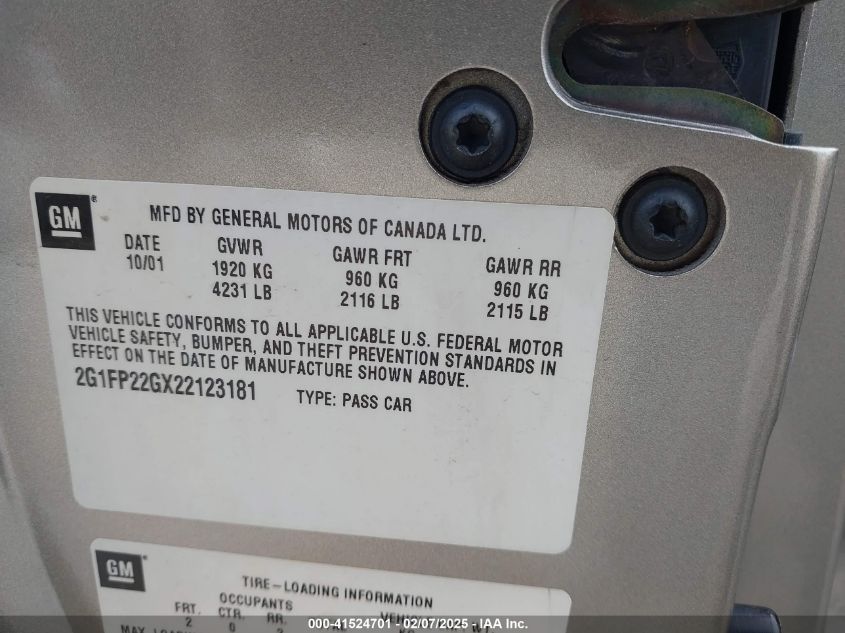 GM ®
MFD BY GENERAL MOTORS OF CANADA LTD.
DATE GVWR GAWR FRT GAWR RR
10/01 1920 KG 960 KG 960 KG
4231 LB 2116 LB 2115 LB
THIS VEHICLE CONFORMS TO ALL APPLICABLE U.S. FEDERAL MOTOR
VEHICLE SAFETY, BUMPER, AND THEFT PREVENTION STANDARDS IN
EFFECT ON THE DATE OF MANUFACTURE SHOWN ABOVE.
2G1FP22GX22123181 TYPE: PASS CAR
GM ®
TIRE-LOADING INFORMATION
OCCUPANTS
FRT. CTR. RR.
2 0
000-41524701 - 02/07/2025 - IAAI.COM